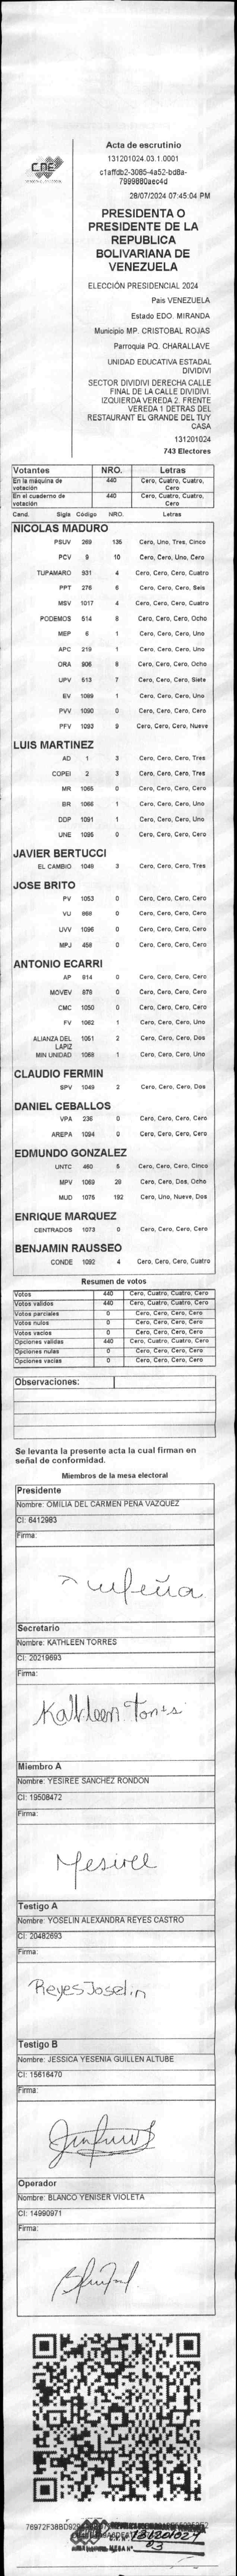 CNE
Acta de escrutinio
131201024.03.1.0001
c1affdb2-3085-4a52-bd8a-
7999880aec4d
28/07/2024 07:45:04 PM
PRESIDENTA O
PRESIDENTE DE LA
REPUBLICA
BOLIVARIANA DE
VENEZUELA
ELECCIÓN PRESIDENCIAL 2024
Pais VENEZUELA
Estado EDO. MIRANDA
Municipio MP. CRISTOBAL ROJAS
Parroquia PQ. CHARALLAVE
UNIDAD EDUCATIVA ESTADAL
DIVIDIVI
SECTOR DIVIDIVI DERECHA CALLE
FINAL DE LA CALLE DIVIDIVI.
IZQUIERDA VEREDA 2. FRENTE
VEREDA 1 DETRAS DEL
RESTAURANT EL GRANDE DEL TUY
CASA
131201024
743 Electores
Votantes NRO. Letras
En la máquina de votación 440 Cero, Cuatro, Cuatro, Cero
En el cuaderno de votación 440 Cero, Cuatro, Cuatro, Cero
Cand. Sigla Código NRO. Letras
NICOLAS MADURO
PSUV 269 135 Cero, Uno, Tres, Cinco
PCV 9 10 Cero, Cero, Uno, Cero
TUPAMARO 931 4 Cero, Cero, Cero, Cuatro
PPT 276 6 Cero, Cero, Cero, Seis
MSV 1017 4 Cero, Cero, Cero, Cuatro
PODEMOS 514 8 Cero, Cero, Cero, Ocho
MEP 6 1 Cero, Cero, Cero, Uno
APC 219 1 Cero, Cero, Cero, Uno
ORA 906 8 Cero, Cero, Cero, Ocho
UPV 513 7 Cero, Cero, Cero, Siete
EV 1089 1 Cero, Cero, Cero, Uno
PVV 1090 0 Cero, Cero, Cero, Cero
PFV 1093 9 Cero, Cero, Cero, Nueve
LUIS MARTINEZ
AD 1 3 Cero, Cero, Cero, Tres
COPEI 2 3 Cero, Cero, Cero, Tres
MR 1065 0 Cero, Cero, Cero, Cero
BR 1066 1 Cero, Cero, Cero, Uno
DDP 1091 1 Cero, Cero, Cero, Uno
UNE 1095 0 Cero, Cero, Cero, Cero
JAVIER BERTUCCI
EL CAMBIO 1048 3 Cero, Cero, Cero, Tres
JOSE BRITO
PV 1053 0 Cero, Cero, Cero, Cero
VU 868 0 Cero, Cero, Cero, Cero
UVV 1096 0 Cero, Cero, Cero, Cero
MPJ 458 0 Cero, Cero, Cero, Cero
ANTONIO ECARRI
AP 914 0 Cero, Cero, Cero, Cero
MOVEV 979 0 Cero, Cero, Cero, Cero
CMC 1050 0 Cero, Cero, Cero, Cero
FV 1062 1 Cero, Cero, Cero, Uno
ALIANZA DEL LAPIZ 1051 2 Cero, Cero, Cero, Dos
MIN UNIDAD 1068 1 Cero, Cero, Cero, Uno
CLAUDIO FERMIN
SPV 1049 2 Cero, Cero, Cero, Dos
DANIEL CEBALLOS
VPA 236 0 Cero, Cero, Cero, Cero
AREPA 1094 0 Cero, Cero, Cero, Cero
EDMUNDO GONZALEZ
UNTC 460 5 Cero, Cero, Cero, Cinco
MPV 1069 28 Cero, Cero, Dos, Ocho
MUD 1075 192 Cero, Uno, Nueve, Dos
ENRIQUE MARQUEZ
CENTRADOS 1073 0 Cero, Cero, Cero, Cero
BENJAMIN RAUSSEO
CONDE 1092 4 Cero, Cero, Cero, Cuatro
Resumen de votos
Votos 440 Cero, Cuatro, Cuatro, Cero
Votos validos 440 Cero, Cuatro, Cuatro, Cero
Votos parciales 0 Cero, Cero, Cero, Cero
Votos nulos 0 Cero, Cero, Cero, Cero
Votos vacios 0 Cero, Cero, Cero, Cero
Opciones validas 440 Cero, Cuatro, Cuatro, Cero
Opciones nulas 0 Cero, Cero, Cero, Cero
Opciones vacias 0 Cero, Cero, Cero, Cero
Observaciones:
Se levanta la presente acta la cual firman en
señal de conformidad.
Miembros de la mesa electoral
Presidente
Nombre: OMILIA DEL CARMEN PEÑA VAZQUEZ
CI: 6412983
Firma:
Secretario
Nombre: KATHLEEN TORRES
CI: 20219693
Firma:
Kathleen Torres
Miembro A
Nombre: YESIREE SANCHEZ RONDON
CI: 19508472
Firma:
Yesiree
Testigo A
Nombre: YOSELIN ALEXANDRA REYES CASTRO
CI: 20482693
Firma:
Reyes Joselin
Testigo B
Nombre: JESSICA YESENIA GUILLEN ALTUBE
CI: 15616470
Firma:
Operador
Nombre: BLANCO YENISER VIOLETA
CI: 14990971
Firma:
131201024
03